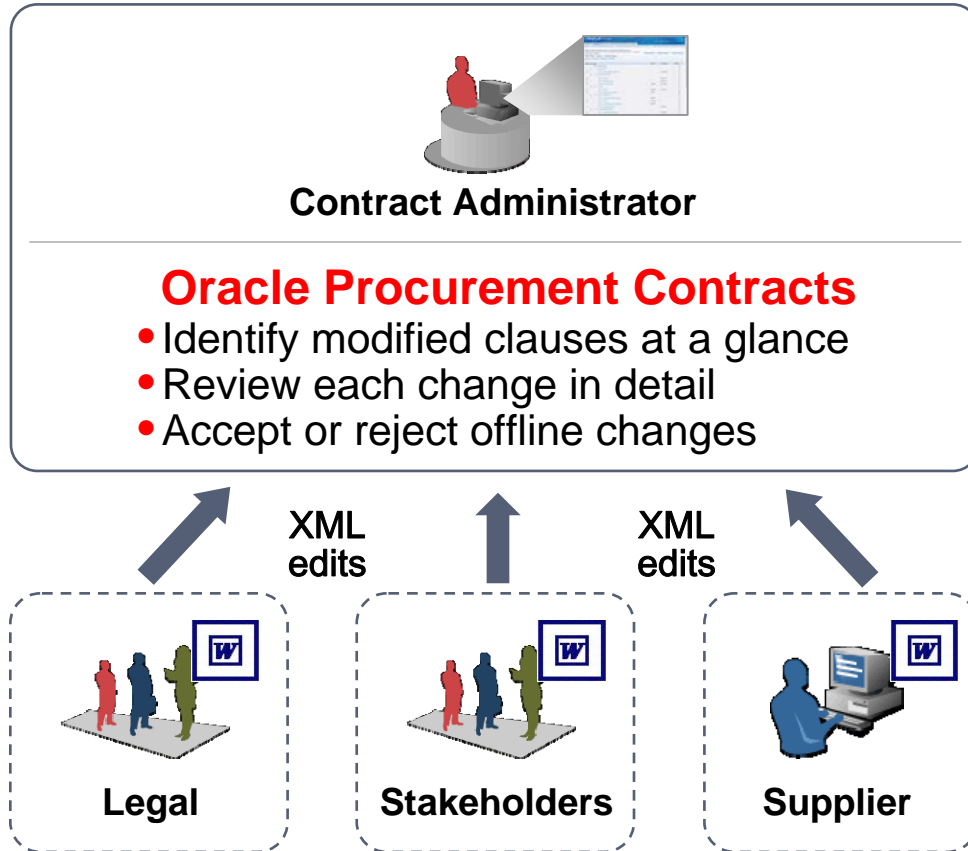 Contract Administrator
Oracle Procurement Contracts
• Identify modified clauses at a glance
• Review each change in detail
• Accept or reject offline changes
XML
edits
XML
edits
W
W
W
Legal
Stakeholders
Supplier